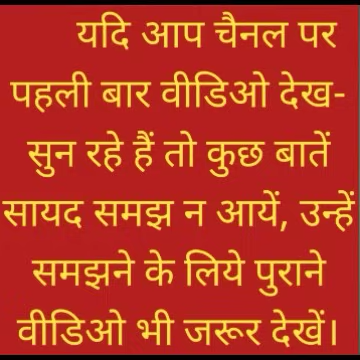 यदि आप चैनल पर
पहली बार वीडिओ देख-
सुन रहे हैं तो कुछ बातें
सायद समझ न आयें, उन्हें
समझने के लिये पुराने
वीडिओ भी जरूर देखें।